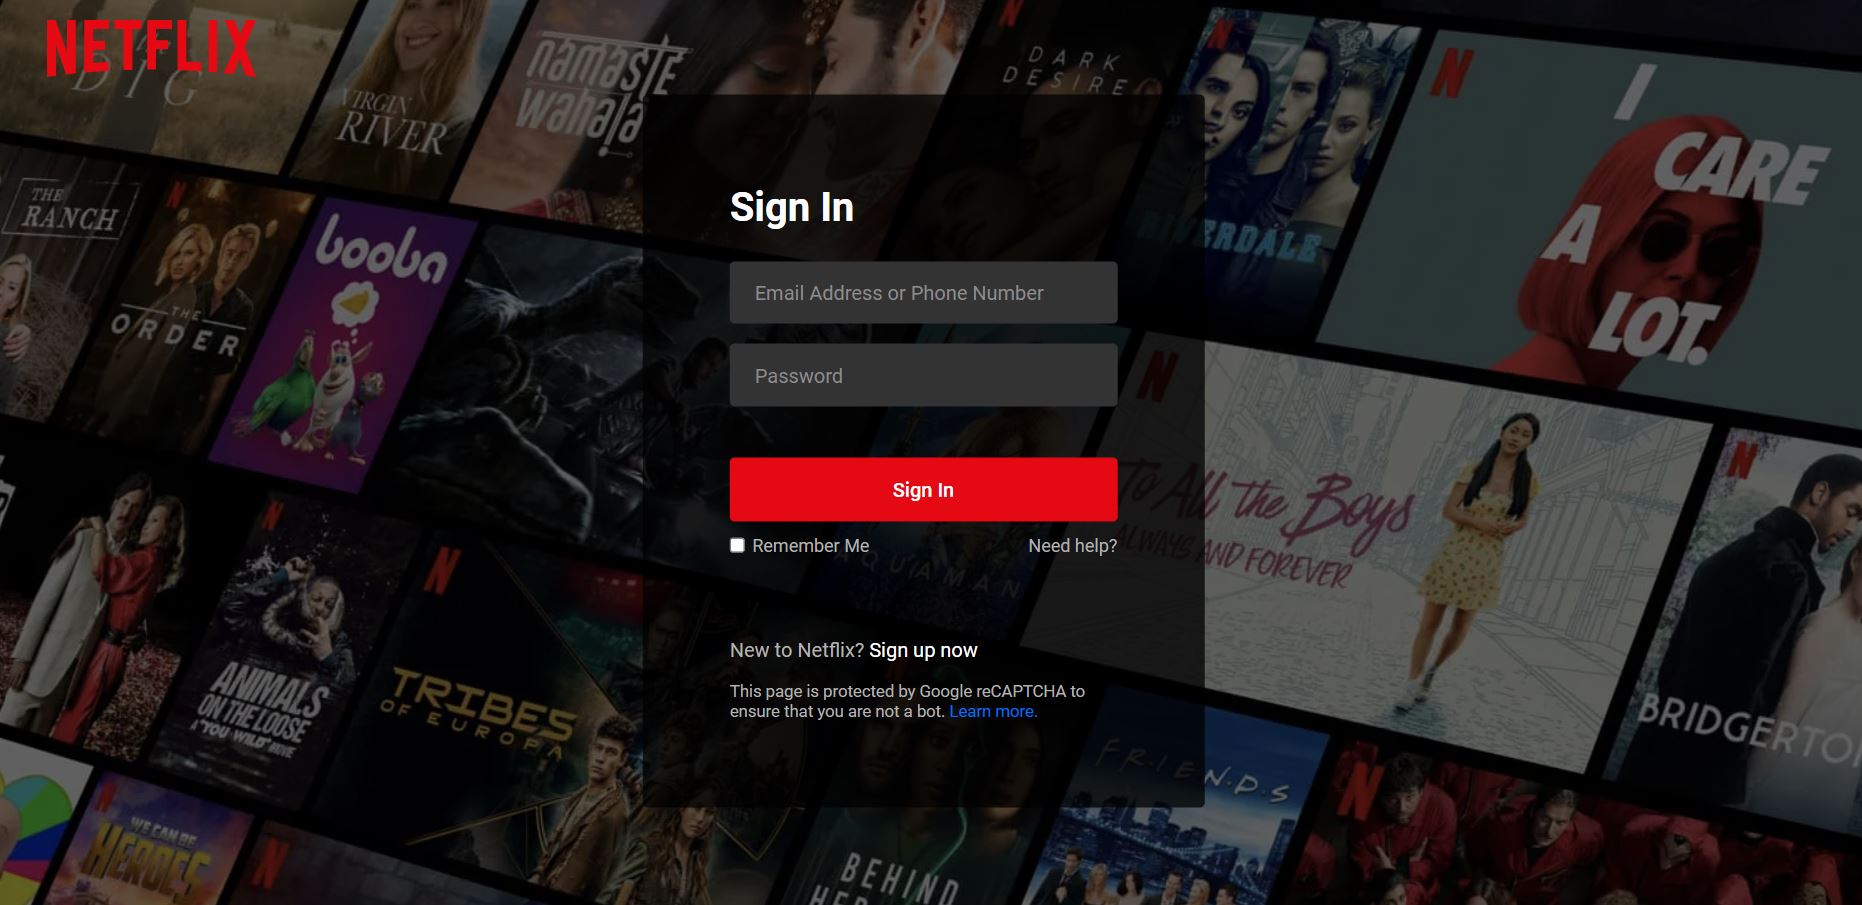 NETFLIX
DIG
VIRGIN
RIVER
namaste
wahala
DARK
DESIRE
N
RIVERDALE
N
I
CARE
A
LOT.
THE
RANCH
N
THE
ORDER
booba
N
To All the Boys
ALWAYS AND FOREVER
N
BRIDGERTO
Sign In
Email Address or Phone Number
Password
Sign In
Remember Me
Need help?
AQUAMAN
New to Netflix? Sign up now
This page is protected by Google reCAPTCHA to
ensure that you are not a bot. Learn more.
N
ANIMALS
ON THE LOOSE
A "YOU VS. WILD" MOVIE
N
TRIBES
OF EUROPA
F·R·I·E·N·D·S
N
WE CAN BE
HEROES
N
BEHIND
HER
N